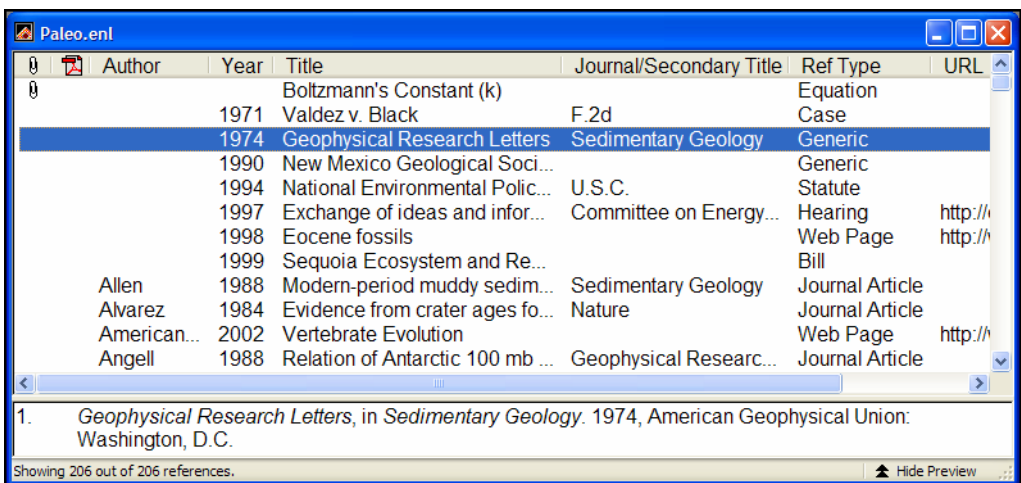 Paleo.enl
Author Year Title Journal/Secondary Title Ref Type URL
Boltzmann's Constant (k) Equation
1971 Valdez v. Black F.2d Case
1974 Geophysical Research Letters Sedimentary Geology Generic
1990 New Mexico Geological Soci... Generic
1994 National Environmental Polic... U.S.C. Statute
1997 Exchange of ideas and infor... Committee on Energy... Hearing http://
1998 Eocene fossils Web Page http://
1999 Sequoia Ecosystem and Re... Bill
Allen 1988 Modern-period muddy sedim... Sedimentary Geology Journal Article
Alvarez 1984 Evidence from crater ages fo... Nature Journal Article
American... 2002 Vertebrate Evolution Web Page http://
Angell 1988 Relation of Antarctic 100 mb ... Geophysical Researc... Journal Article
1. Geophysical Research Letters, in Sedimentary Geology. 1974, American Geophysical Union:
Washington, D.C.
Showing 206 out of 206 references. Hide Preview